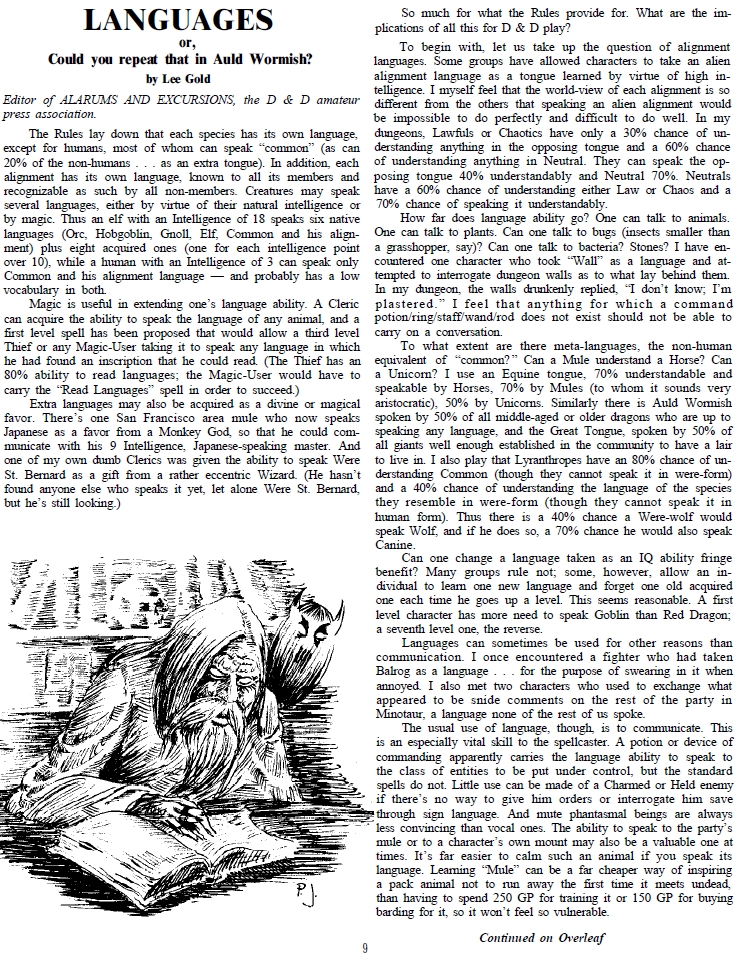 LANGUAGES
or,
Could you repeat that in Auld Wormish?
by Lee Gold
Editor of ALARUMS AND EXCURSIONS, the D & D amateur
press association.
The Rules lay down that each species has its own language,
except for humans, most of whom can speak “common” (as can
20% of the non-humans . . . as an extra tongue). In addition, each
alignment has its own language, known to all its members and
recognizable as such by all non-members. Creatures may speak
several languages, either by virtue of their natural intelligence or
by magic. Thus an elf with an Intelligence of 18 speaks six native
languages (Orc, Hobgoblin, Gnoll, Elf, Common and his align-
ment) plus eight acquired ones (one for each intelligence point
over 10), while a human with an Intelligence of 3 can speak only
Common and his alignment language — and probably has a low
vocabulary in both.
Magic is useful in extending one’s language ability. A Cleric
can acquire the ability to speak the language of any animal, and a
first level spell has been proposed that would allow a third level
Thief or any Magic-User taking it to speak any language in which
he had found an inscription that he could read. (The Thief has an
80% ability to read languages; the Magic-User would have to
carry the “Read Languages” spell in order to succeed.)
Extra languages may also be acquired as a divine or magical
favor. There’s one San Francisco area mule who now speaks
Japanese as a favor from a Monkey God, so that he could com-
municate with his 9 Intelligence, Japanese-speaking master. And
one of my own dumb Clerics was given the ability to speak Were
St. Bernard as a gift from a rather eccentric Wizard. (He hasn’t
found anyone else who speaks it yet, let alone Were St. Bernard,
but he’s still looking.)
P.J.
So much for what the Rules provide for. What are the im-
plications of all this for D & D play?
To begin with, let us take up the question of alignment
languages. Some groups have allowed characters to take an alien
alignment language as a tongue learned by virtue of high in-
telligence. I myself feel that the world-view of each alignment is so
different from the others that speaking an alien alignment would
be impossible to do perfectly and difficult to do well. In my
dungeons, Lawfuls or Chaotics have only a 30% chance of un-
derstanding anything in the opposing tongue and a 60% chance
of understanding anything in Neutral. They can speak the op-
posing tongue 40% understandably and Neutral 70%. Neutrals
have a 60% chance of understanding either Law or Chaos and a
70% chance of speaking it understandably.
How far does language ability go? One can talk to animals.
One can talk to plants. Can one talk to bugs (insects smaller than
a grasshopper, say)? Can one talk to bacteria? Stones? I have en-
countered one character who took “Wall” as a language and at-
tempted to interrogate dungeon walls as to what lay behind them.
In my dungeon, the walls drunkenly replied, “I don’t know; I’m
plastered.” I feel that anything for which a command
potion/ring/staff/wand/rod does not exist should not be able to
carry on a conversation.
To what extent are there meta-languages, the non-human
equivalent of “common?” Can a Mule understand a Horse? Can
a Unicorn? I use an Equine tongue, 70% understandable and
speakable by Horses, 70% by Mules (to whom it sounds very
aristocratic), 50% by Unicorns. Similarly there is Auld Wormish
spoken by 50% of all middle-aged or older dragons who are up to
speaking any language, and the Great Tongue, spoken by 50% of
all giants well enough established in the community to have a lair
to live in. I also play that Lyranthropes have an 80% chance of un-
derstanding Common (though they cannot speak it in were-form)
and a 40% chance of understanding the language of the species
they resemble in were-form (though they cannot speak it in
human form). Thus there is a 40% chance a Were-wolf would
speak Wolf, and if he does so, a 70% chance he would also speak
Canine.
Can one change a language taken as an IQ ability fringe
benefit? Many groups rule not; some, however, allow an in-
dividual to learn one new language and forget one old acquired
one each time he goes up a level. This seems reasonable. A first
level character has more need to speak Goblin than Red Dragon;
a seventh level one, the reverse.
Languages can sometimes be used for other reasons than
communication. I once encountered a fighter who had taken
Balrog as a language . . . for the purpose of swearing in it when
annoyed. I also met two characters who used to exchange what
appeared to be snide comments on the rest of the party in
Minotaur, a language none of the rest of us spoke.
The usual use of language, though, is to communicate. This
is an especially vital skill to the spellcaster. A potion or device of
commanding apparently carries the language ability to speak to
the class of entities to be put under control, but the standard
spells do not. Little use can be made of a Charmed or Held enemy
if there’s no way to give him orders or interrogate him save
through sign language. And mute phantasmal beings are always
less convincing than vocal ones. The ability to speak to the party’s
mule or to a character’s own mount may also be a valuable one at
times. It’s far easier to calm such an animal if you speak its
language. Learning “Mule” can be a far cheaper way of inspiring
a pack animal not to run away the first time it meets undead,
than having to spend 250 GP for training it or 150 GP for buying
barding for it, so it won’t feel so vulnerable.
Continued on Overleaf
9